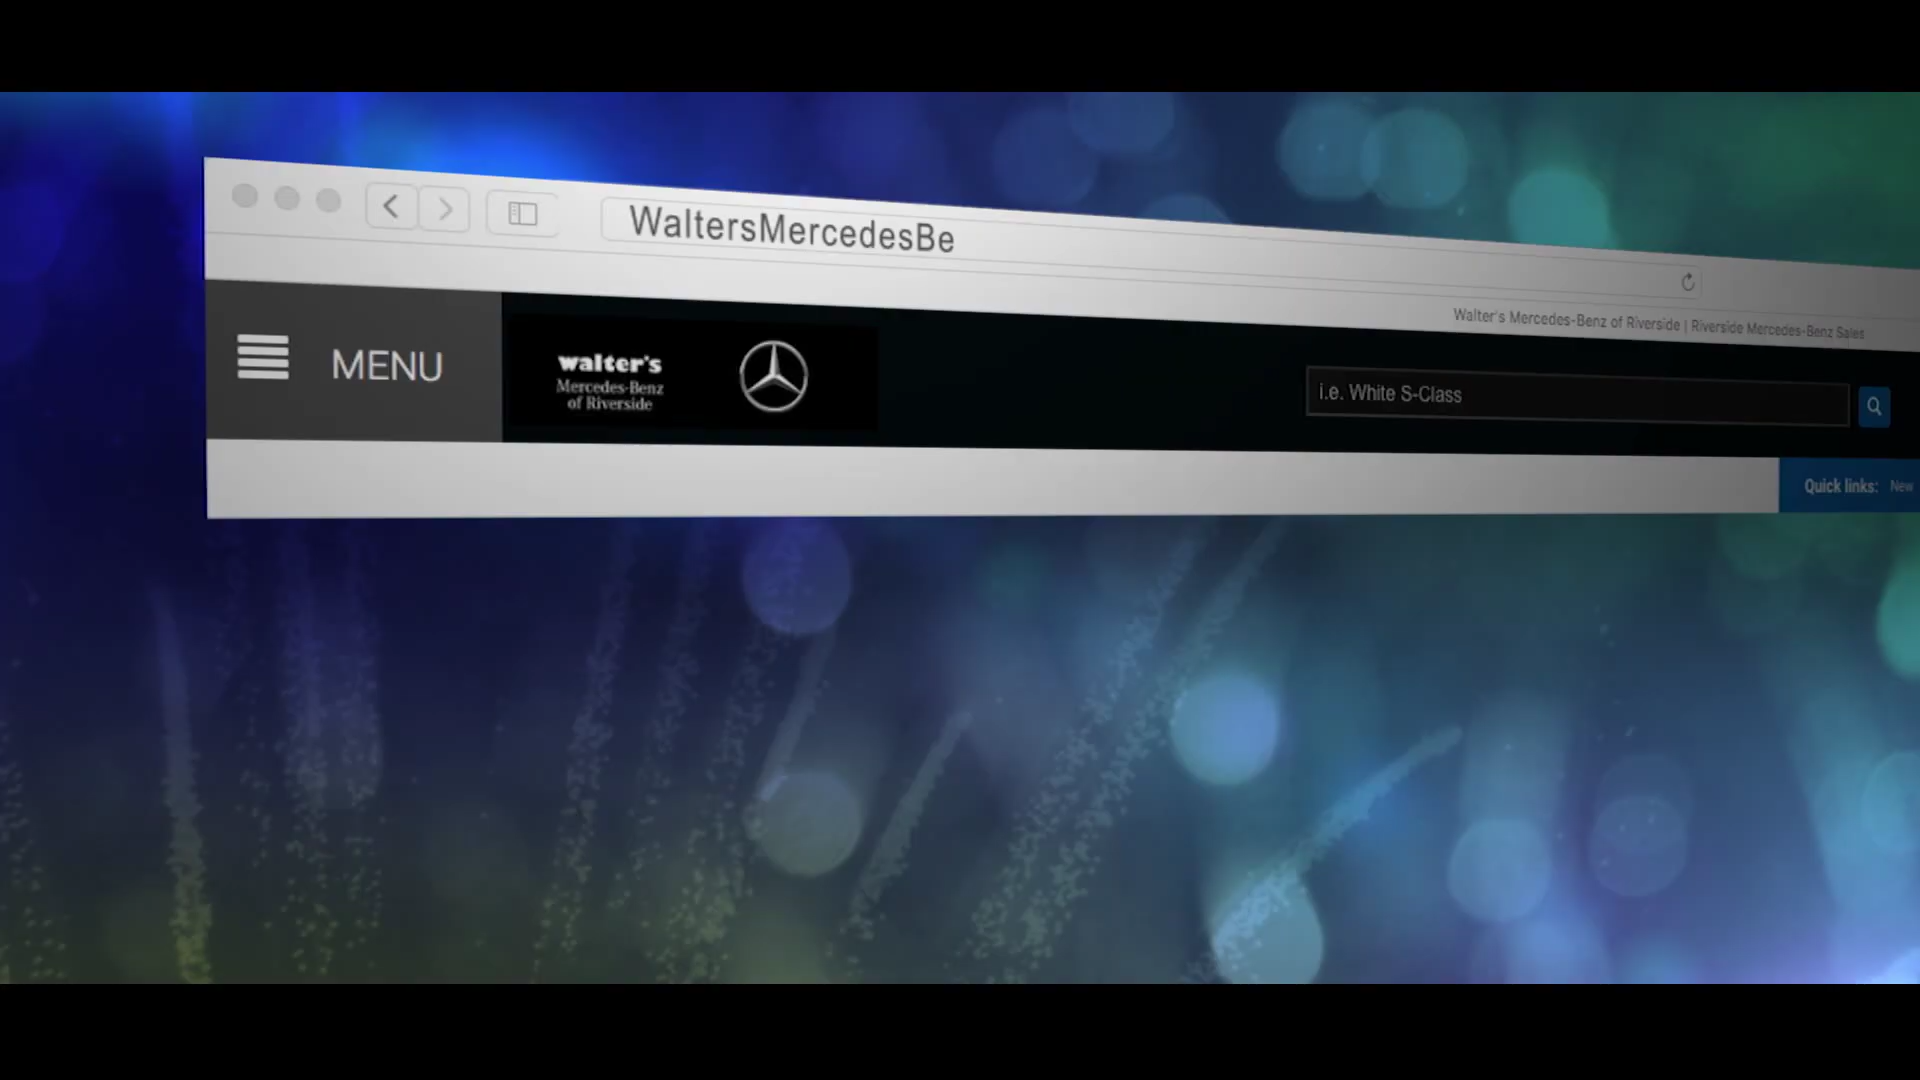 WaltersMercedesBe
Walter's Mercedes-Benz of Riverside | Riverside Mercedes-Benz Sales
MENU
walter's
Mercedes-Benz
of Riverside
i.e. White S-Class
Quick links: New